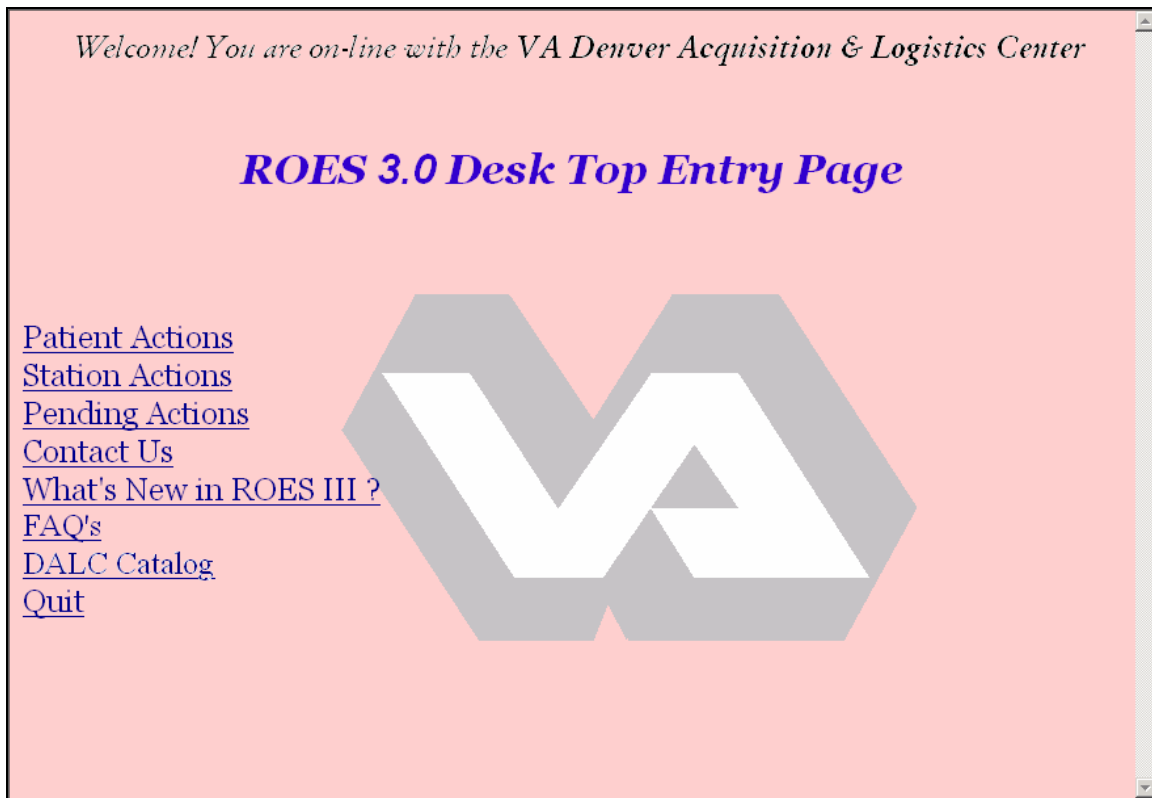 Welcome! You are on-line with the VA Denver Acquisition & Logistics Center
ROES 3.0 Desk Top Entry Page
Patient Actions
Station Actions
Pending Actions
Contact Us
What's New in ROES III ?
FAQ's
DALC Catalog
Quit
VA